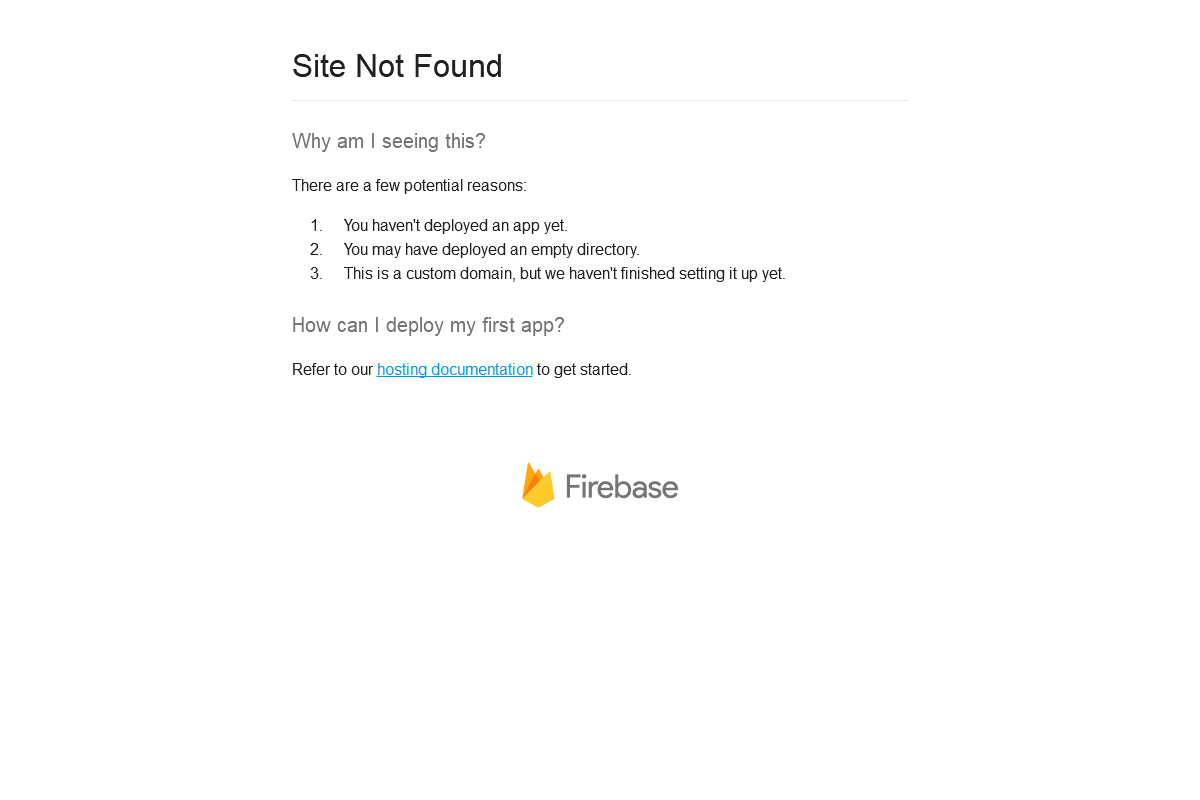 Site Not Found
Why am I seeing this?
There are a few potential reasons:
1. You haven't deployed an app yet.
2. You may have deployed an empty directory.
3. This is a custom domain, but we haven't finished setting it up yet.
How can I deploy my first app?
Refer to our hosting documentation to get started.
Firebase